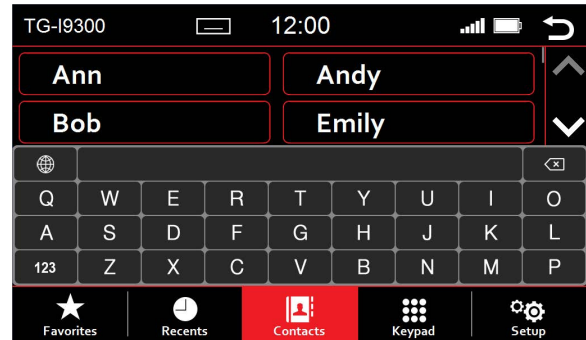 TG-I9300 12:00
Ann Andy
Bob Emily
Q W E R T Y U I O
A S D F G H J K L
123 Z X C V B N M P
Favorites Recents Contacts Keypad Setup